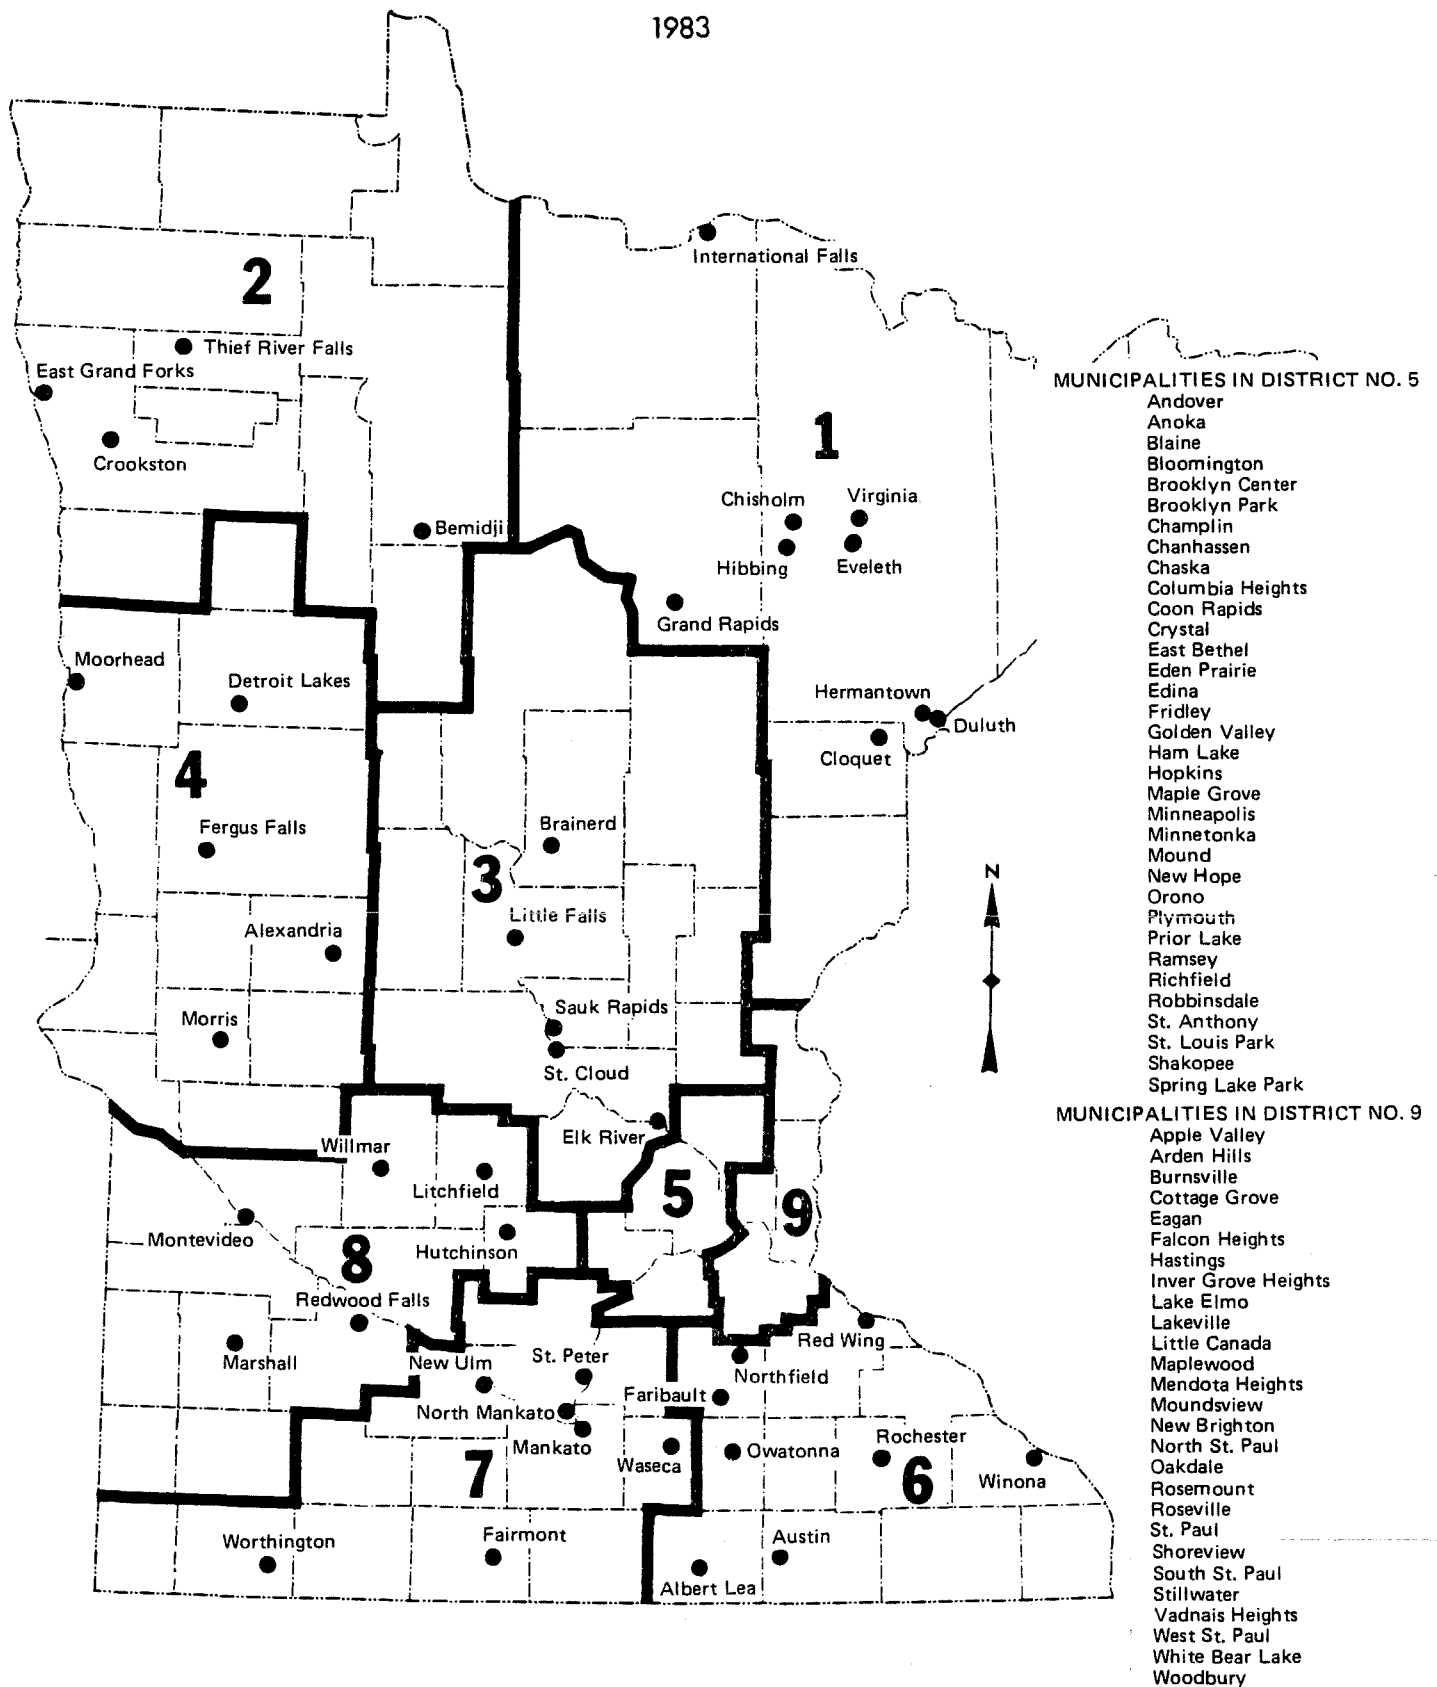 1983
International Falls
2
Thief River Falls
East Grand Forks
Crookston
Bemidji
1
Chisholm
Virginia
Hibbing
Eveleth
Grand Rapids
Moorhead
Detroit Lakes
Hermantown
Duluth
Cloquet
4
Fergus Falls
Brainerd
3
Little Falls
Alexandria
N
Morris
Sauk Rapids
St. Cloud
Elk River
Willmar
Litchfield
5
9
Montevideo
Hutchinson
8
Redwood Falls
Red Wing
Marshall
New Ulm
St. Peter
Northfield
Faribault
North Mankato
Mankato
Waseca
Owatonna
Rochester
6
Winona
7
Worthington
Fairmont
Austin
Albert Lea
MUNICIPALITIES IN DISTRICT NO. 5
Andover
Anoka
Blaine
Bloomington
Brooklyn Center
Brooklyn Park
Champlin
Chanhassen
Chaska
Columbia Heights
Coon Rapids
Crystal
East Bethel
Eden Prairie
Edina
Fridley
Golden Valley
Ham Lake
Hopkins
Maple Grove
Minneapolis
Minnetonka
Mound
New Hope
Orono
Plymouth
Prior Lake
Ramsey
Richfield
Robbinsdale
St. Anthony
St. Louis Park
Shakopee
Spring Lake Park
MUNICIPALITIES IN DISTRICT NO. 9
Apple Valley
Arden Hills
Burnsville
Cottage Grove
Eagan
Falcon Heights
Hastings
Inver Grove Heights
Lake Elmo
Lakeville
Little Canada
Maplewood
Mendota Heights
Moundsview
New Brighton
North St. Paul
Oakdale
Rosemount
Roseville
St. Paul
Shoreview
South St. Paul
Stillwater
Vadnais Heights
West St. Paul
White Bear Lake
Woodbury